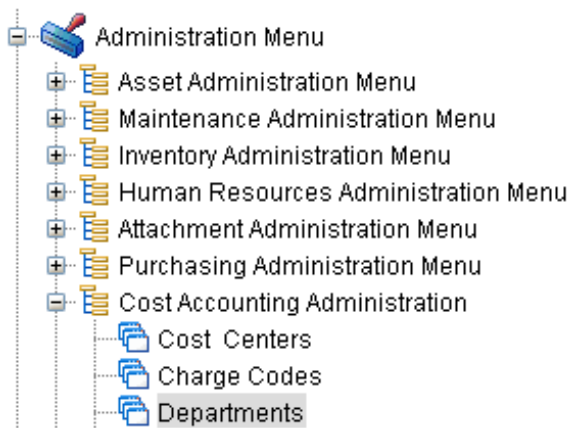 Administration Menu
Asset Administration Menu
Maintenance Administration Menu
Inventory Administration Menu
Human Resources Administration Menu
Attachment Administration Menu
Purchasing Administration Menu
Cost Accounting Administration
Cost Centers
Charge Codes
Departments